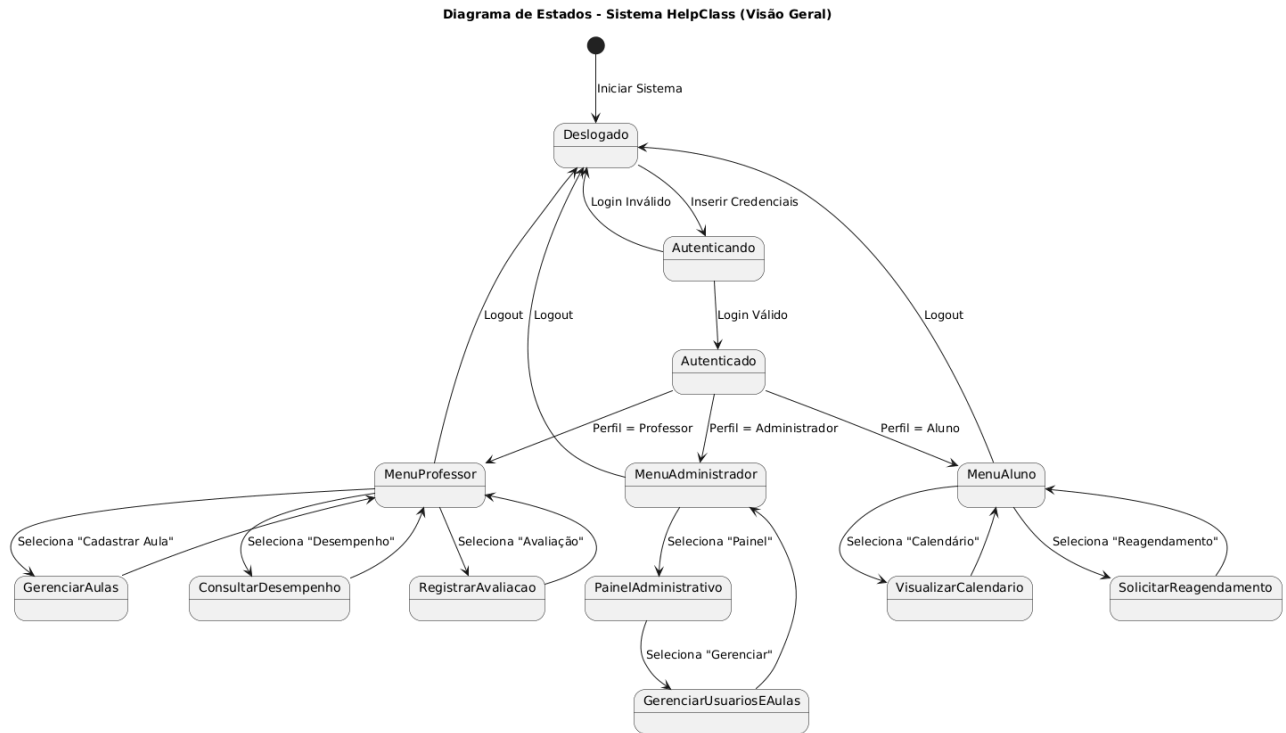 Diagrama de Estados - Sistema HelpClass (Visão Geral)
Iniciar Sistema
Deslogado
Login Inválido
Inserir Credenciais
Autenticando
Logout
Logout
Login Válido
Logout
Autenticado
Perfil = Professor
Perfil = Administrador
Perfil = Aluno
MenuProfessor
MenuAdministrador
MenuAluno
Seleciona "Cadastrar Aula"
Seleciona "Desempenho"
Seleciona "Avaliação"
Seleciona "Painel"
Seleciona "Calendário"
Seleciona "Reagendamento"
GerenciarAulas
ConsultarDesempenho
RegistrarAvaliacao
PainelAdministrativo
VisualizarCalendario
SolicitarReagendamento
Seleciona "Gerenciar"
GerenciarUsuariosEAulas